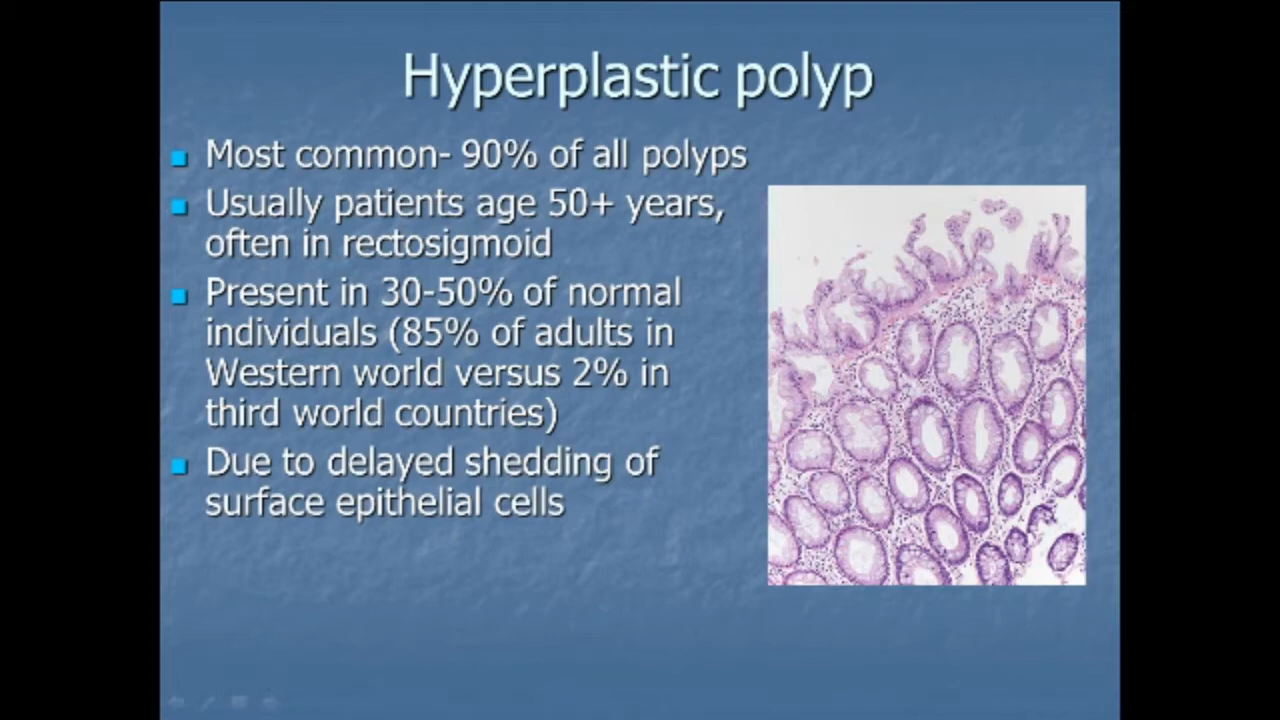 Hyperplastic polyp
Most common- 90% of all polyps
Usually patients age 50+ years,
often in rectosigmoid
Present in 30-50% of normal
individuals (85% of adults in
Western world versus 2% in
third world countries)
Due to delayed shedding of
surface epithelial cells